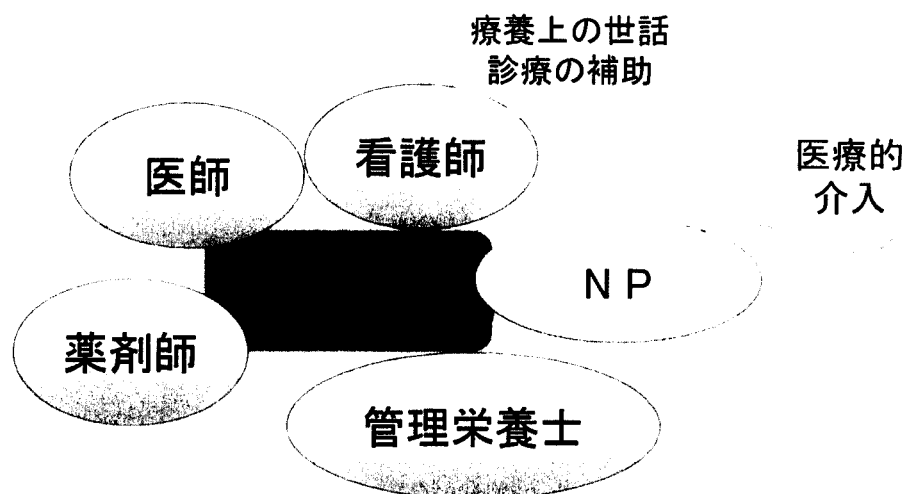 療養上の世話
診療の補助
看護師
医師
医療的
介入
NP
薬剤師
管理栄養士